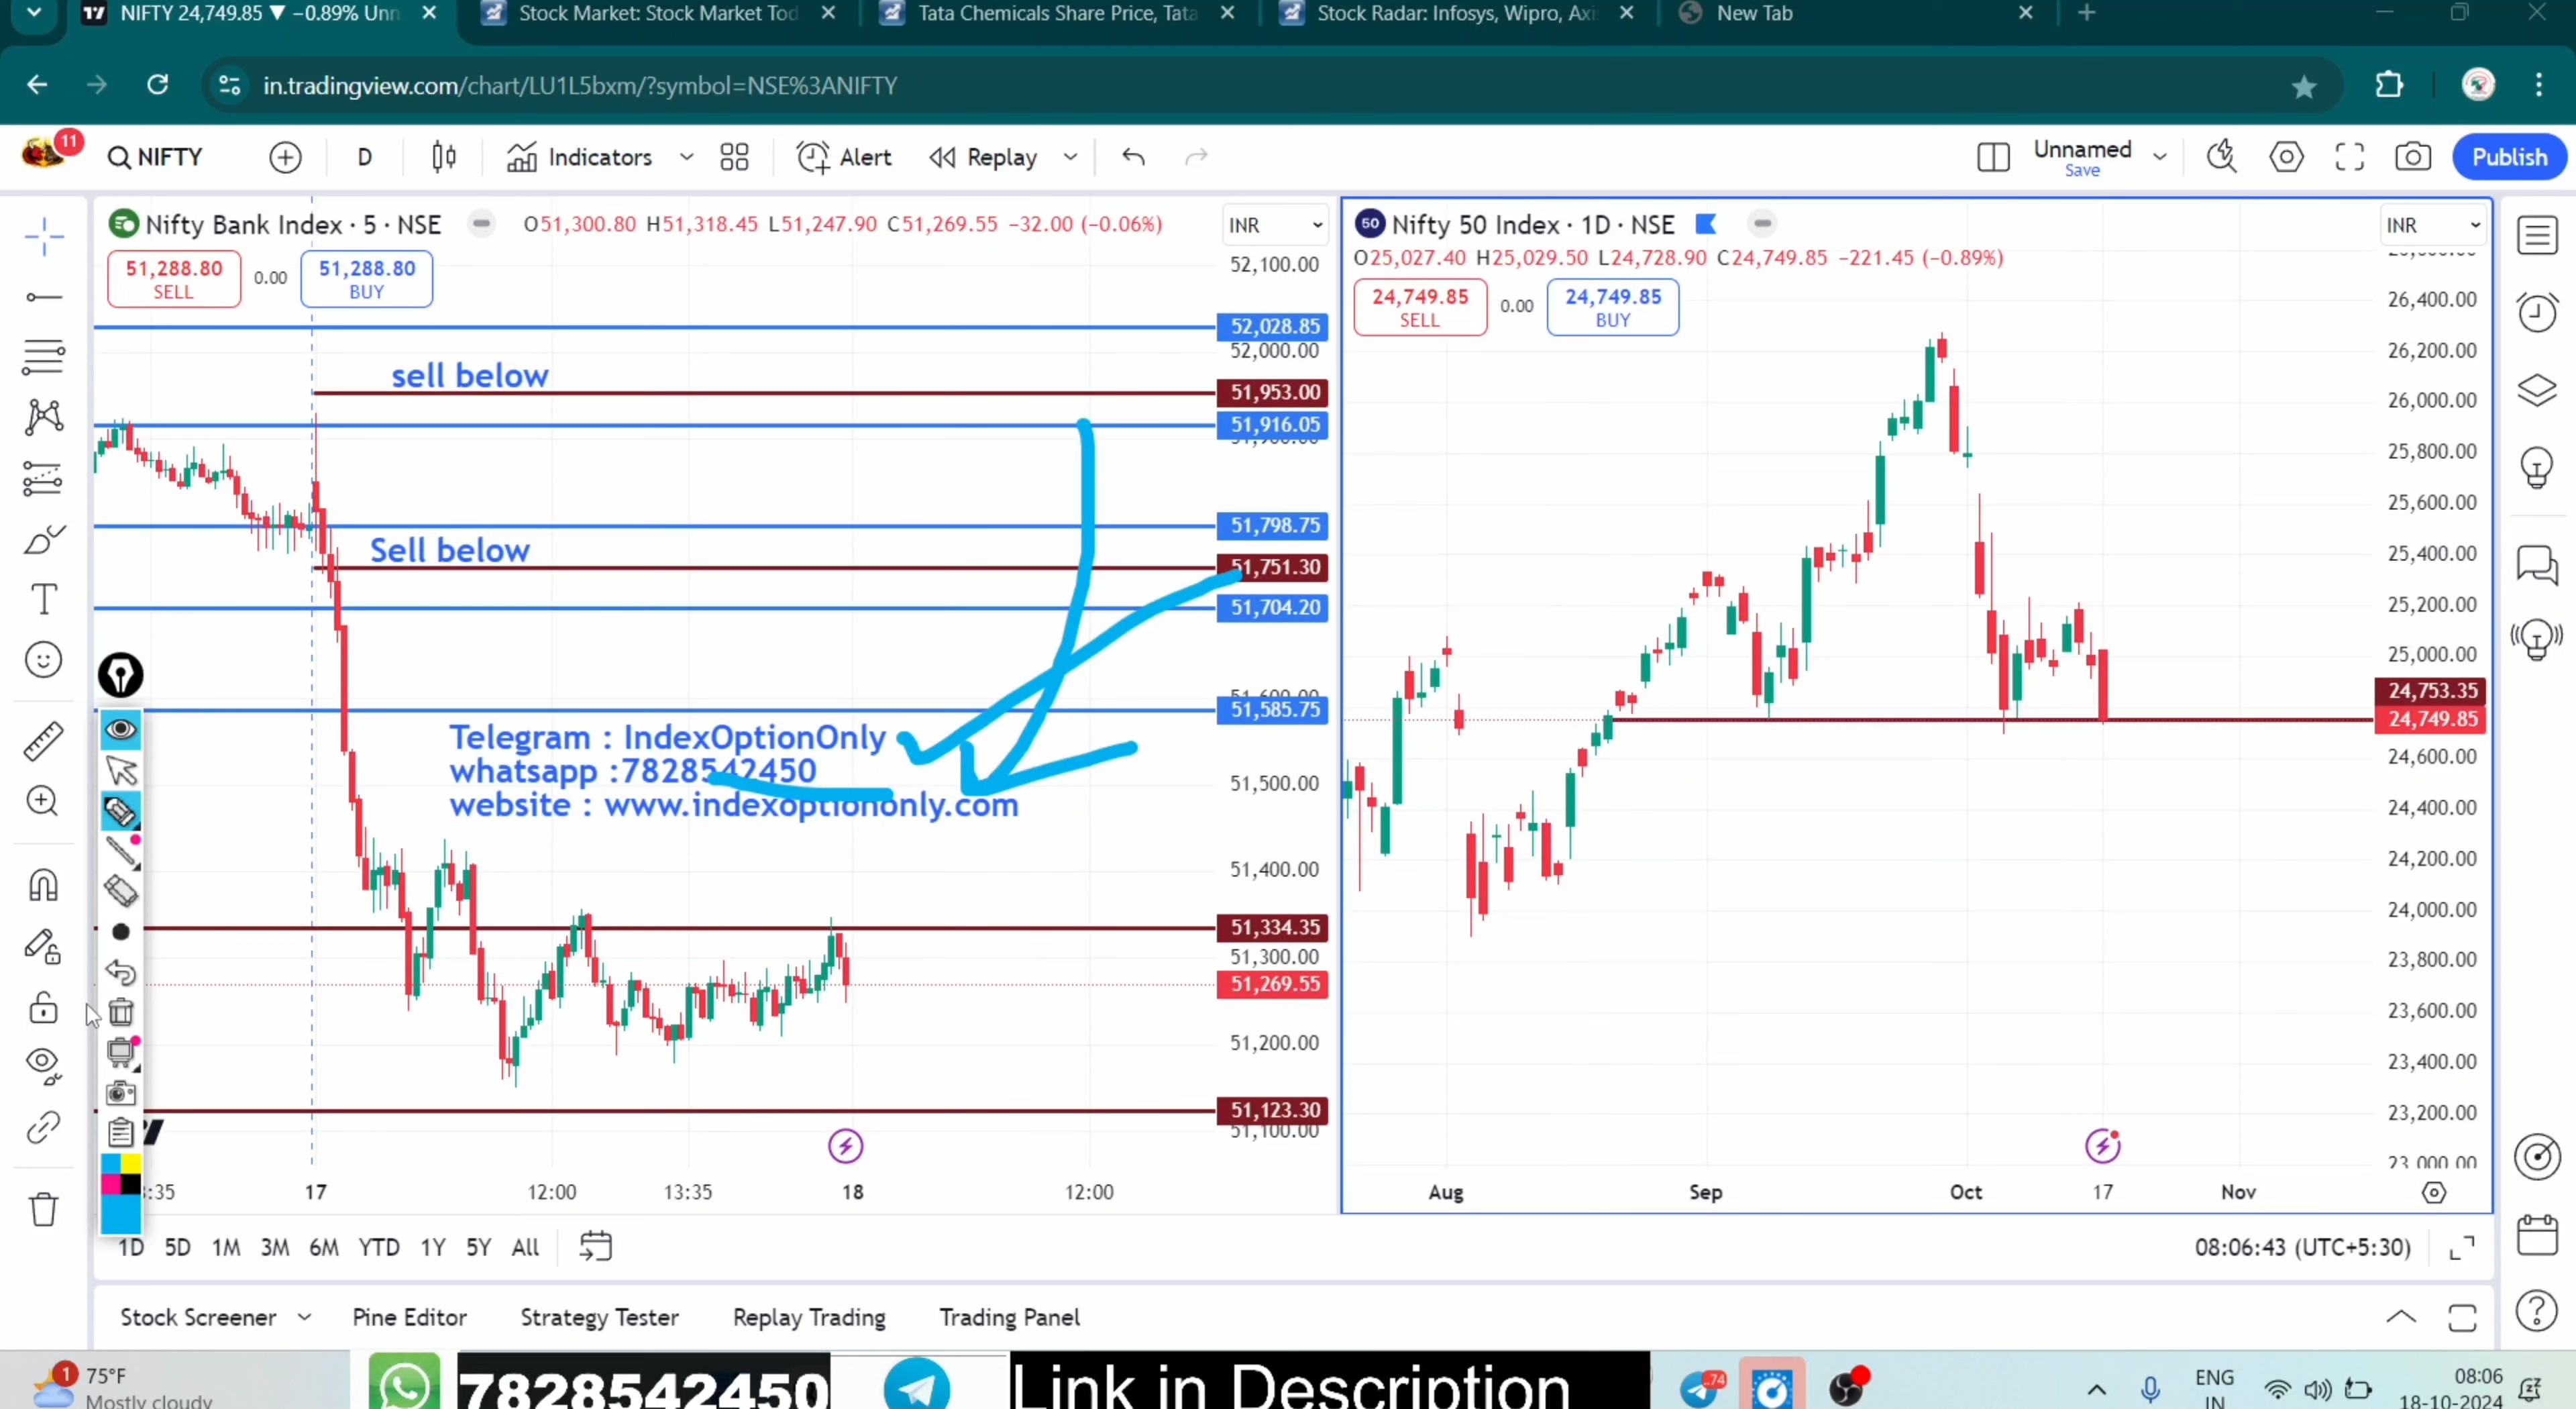 NIFTY 24,749.85 ▼ −0.89% Unn
Stock Market: Stock Market Tod
Tata Chemicals Share Price, Tata
Stock Radar: Infosys, Wipro, Axi
New Tab
in.tradingview.com/chart/LU1L5bxm/?symbol=NSE%3ANIFTY
11
NIFTY
D
Indicators
Alert
Replay
Unnamed
Save
Publish
Nifty Bank Index · 5 · NSE
O51,300.80 H51,318.45 L51,247.90 C51,269.55 −32.00 (−0.06%)
INR
51,288.80
SELL
0.00
51,288.80
BUY
52,100.00
52,028.85
52,000.00
sell below
51,953.00
51,916.05
51,798.75
Sell below
51,751.30
51,704.20
51,585.75
Telegram : IndexOptionOnly
whatsapp :7828542450
website : www.indexoptiononly.com
51,500.00
51,400.00
51,334.35
51,300.00
51,269.55
51,200.00
51,123.30
51,100.00
:35
17
12:00
13:35
18
12:00
50
Nifty 50 Index · 1D · NSE
INR
O25,027.40 H25,029.50 L24,728.90 C24,749.85 −221.45 (−0.89%)
24,749.85
SELL
0.00
24,749.85
BUY
26,400.00
26,200.00
26,000.00
25,800.00
25,600.00
25,400.00
25,200.00
25,000.00
24,753.35
24,749.85
24,600.00
24,400.00
24,200.00
24,000.00
23,800.00
23,600.00
23,400.00
23,200.00
23,000.00
Aug
Sep
Oct
17
Nov
1D 5D 1M 3M 6M YTD 1Y 5Y All
08:06:43 (UTC+5:30)
Stock Screener
Pine Editor
Strategy Tester
Replay Trading
Trading Panel
1
75°F
Mostly cloudy
7828542450
Link in Description
.74
ENG
IN
08:06
18-10-2024